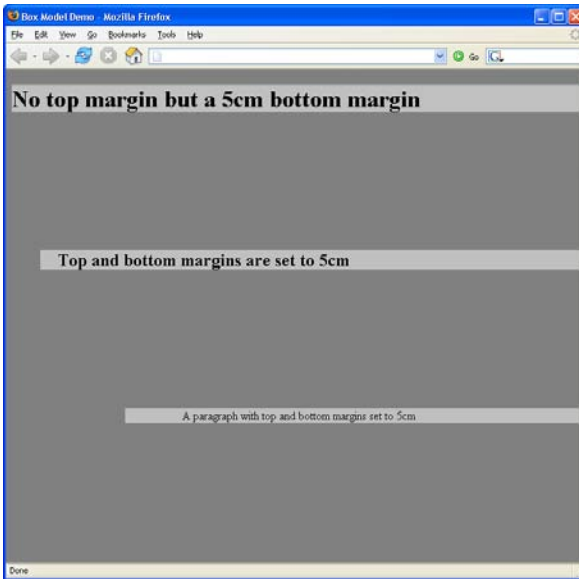 Box Model Demo - Mozilla Firefox
File Edit View Go Bookmarks Tools Help
Go G
No top margin but a 5cm bottom margin
Top and bottom margins are set to 5cm
A paragraph with top and bottom margins set to 5cm
Done